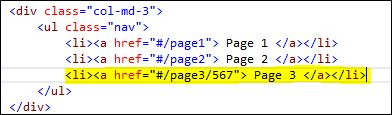 <div class="col-md-3">
<ul class="nav">
<li><a href="#/page1"> Page 1 </a></li>
<li><a href="#/page2"> Page 2 </a></li>
<li><a href="#/page3/567"> Page 3 </a></li>
</ul>
</div>